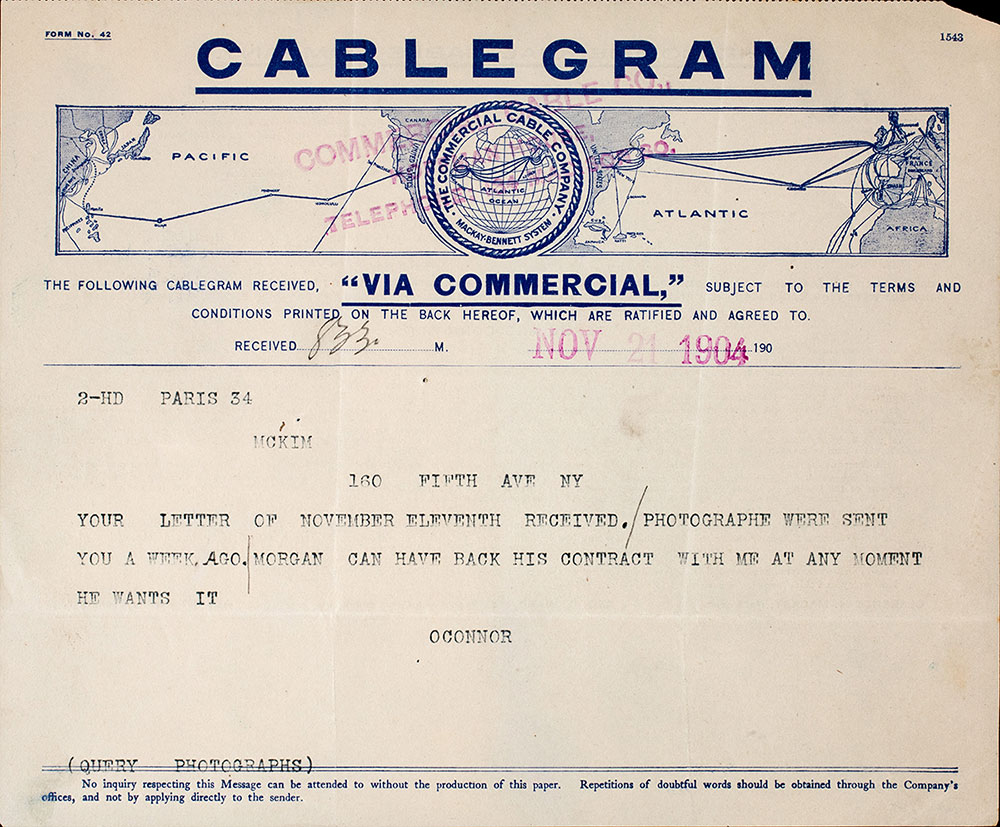 FORM No. 42
1543
CABLEGRAM
CHINA
JAPAN
PACIFIC
CANADA
ATLANTIC
FRANCE
AFRICA
THE COMMERCIAL CABLE COMPANY
ATLANTIC
OCEAN
MACKAY-BENNETT SYSTEM
THE FOLLOWING CABLEGRAM RECEIVED, "VIA COMMERCIAL," SUBJECT TO THE TERMS AND
CONDITIONS PRINTED ON THE BACK HEREOF, WHICH ARE RATIFIED AND AGREED TO.
RECEIVED 833. M. NOV 21 1904 190
2-HD PARIS 34
MCKIM
160 FIFTH AVE NY
YOUR LETTER OF NOVEMBER ELEVENTH RECEIVED./PHOTOGRAPHE WERE SENT
YOU A WEEK. AGO.|MORGAN CAN HAVE BACK HIS CONTRACT WITH ME AT ANY MOMENT
HE WANTS IT
OCONNOR
(QUERY PHOTOGRAPHS)
No inquiry respecting this Message can be attended to without the production of this paper. Repetitions of doubtful words should be obtained through the Company's
offices, and not by applying directly to the sender.